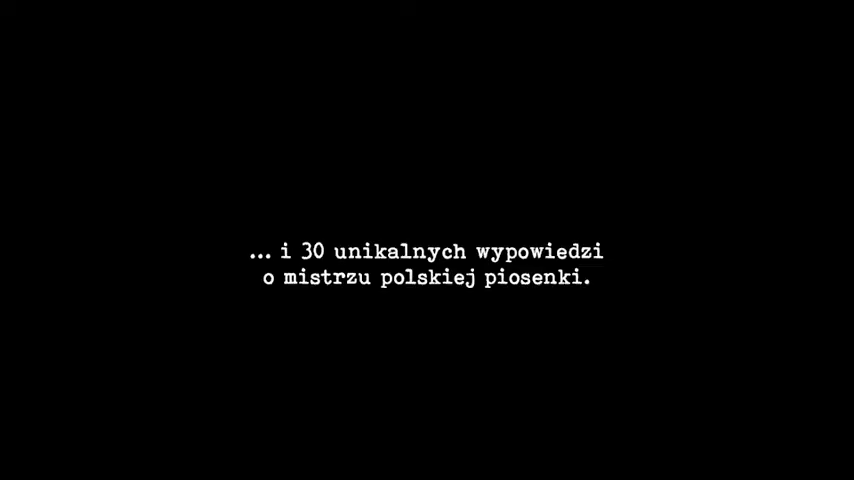 ... i 30 unikalnych wypowiedzi
o mistrzu polskiej piosenki.